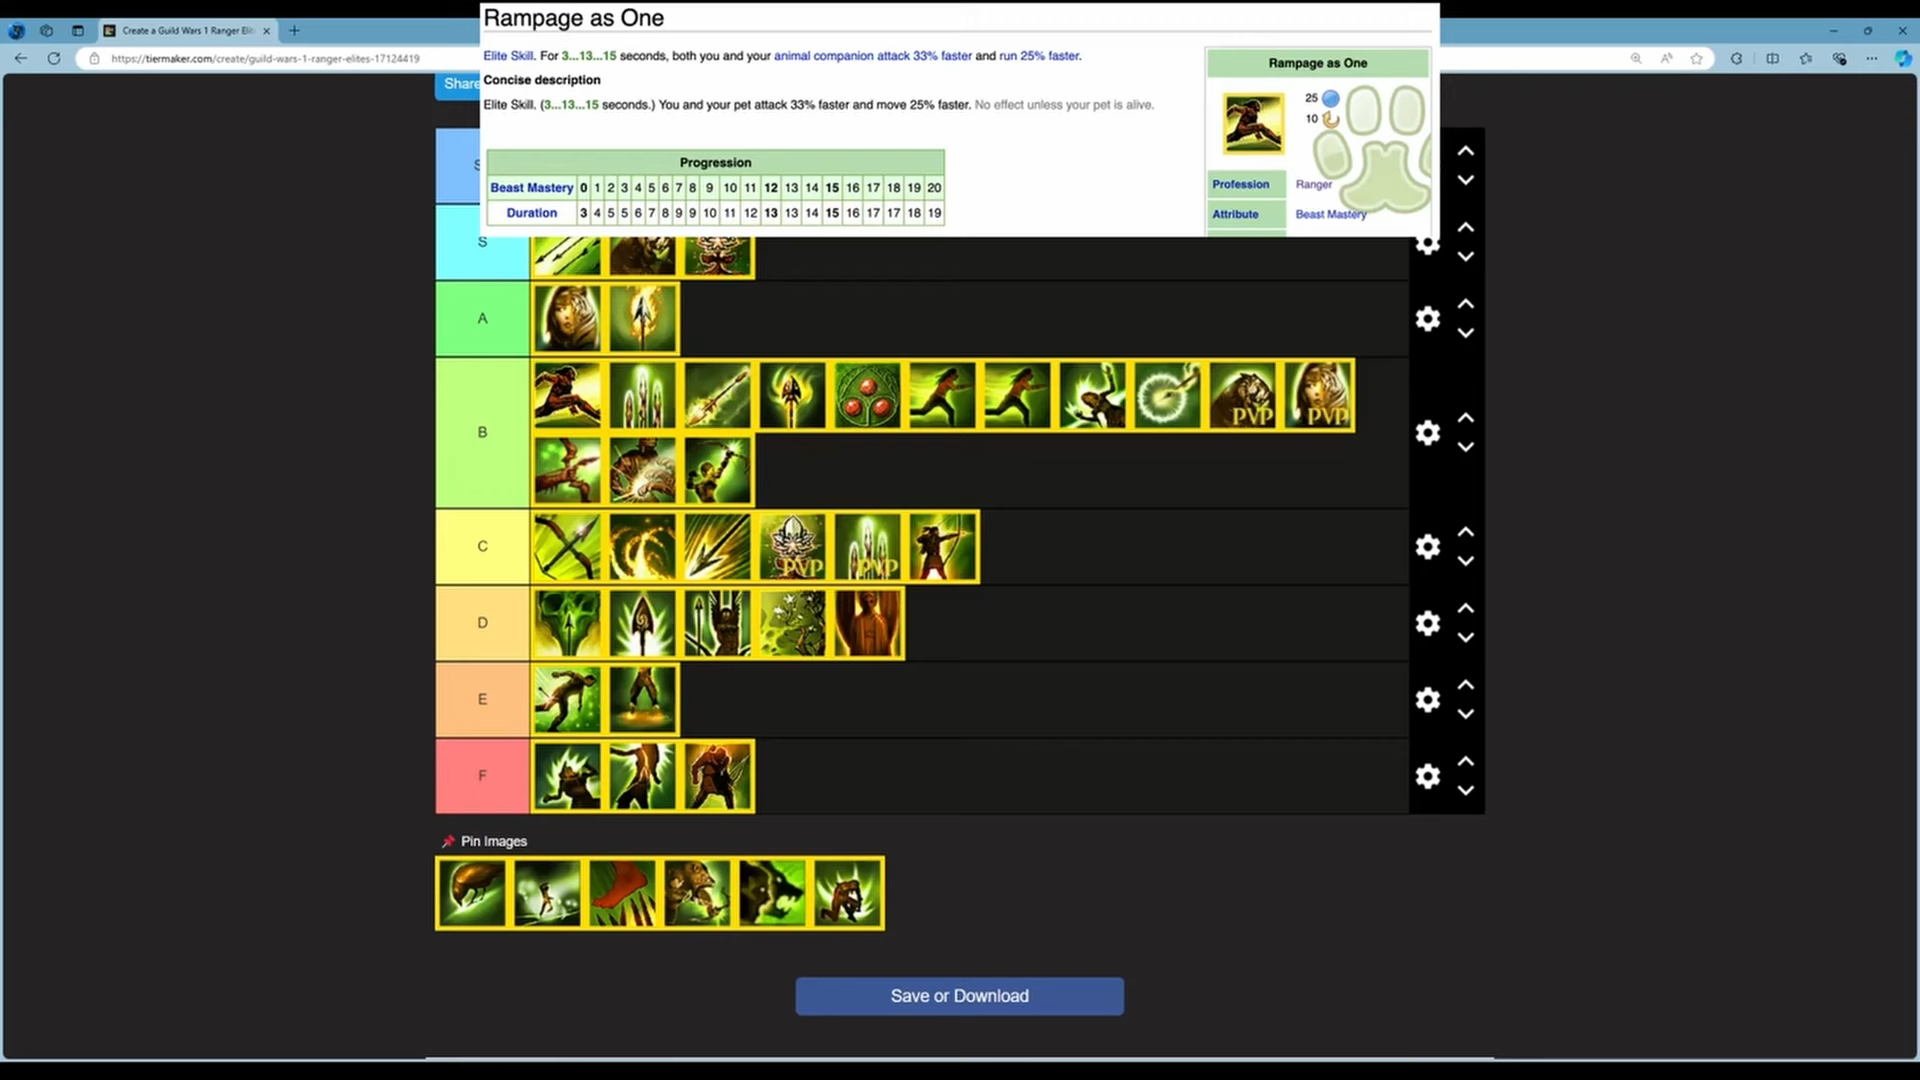 Rampage as One
Create a Guild Wars 1 Ranger Elit
https://tiermaker.com/create/guild-wars-1-ranger-elites-17124419
Elite Skill. For 3...13...15 seconds, both you and your animal companion attack 33% faster and run 25% faster.
Concise description
Elite Skill. (3...13...15 seconds.) You and your pet attack 33% faster and move 25% faster. No effect unless your pet is alive.
Progression
Beast Mastery 0 1 2 3 4 5 6 7 8 9 10 11 12 13 14 15 16 17 18 19 20
Duration 3 4 5 5 6 7 8 9 9 10 11 12 13 13 14 15 16 17 17 18 19
Rampage as One
25
10
Profession Ranger
Attribute Beast Mastery
Share
S
S
A
B
PVP PVP
C
PVP PVP
D
E
F
Pin Images
Save or Download